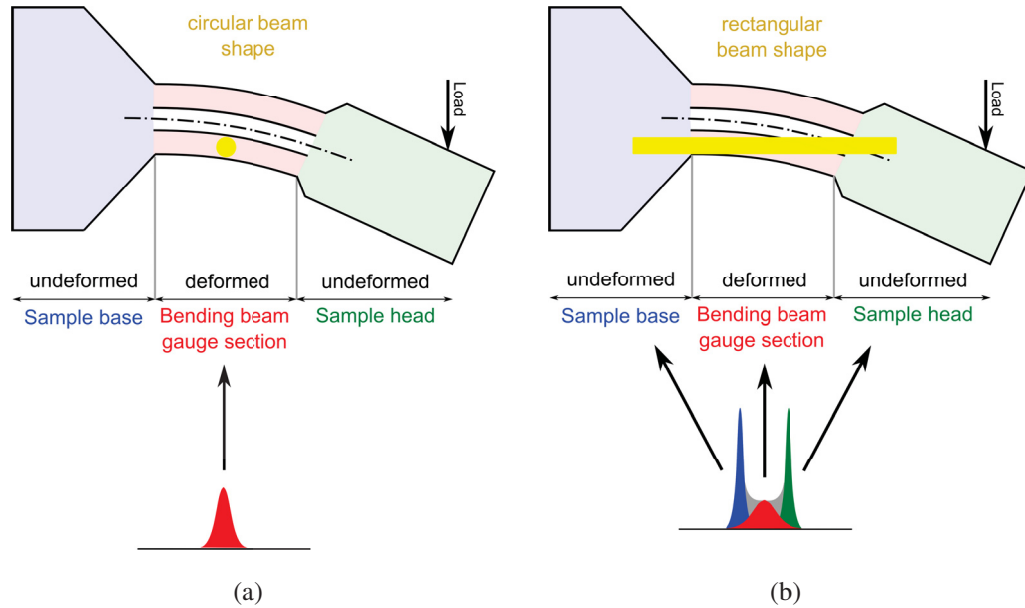 circular beam
shape
Load
undeformed
deformed
undeformed
Sample base
Bending beam
gauge section
Sample head
(a)
rectangular
beam shape
Load
undeformed
deformed
undeformed
Sample base
Bending beam
gauge section
Sample head
(b)